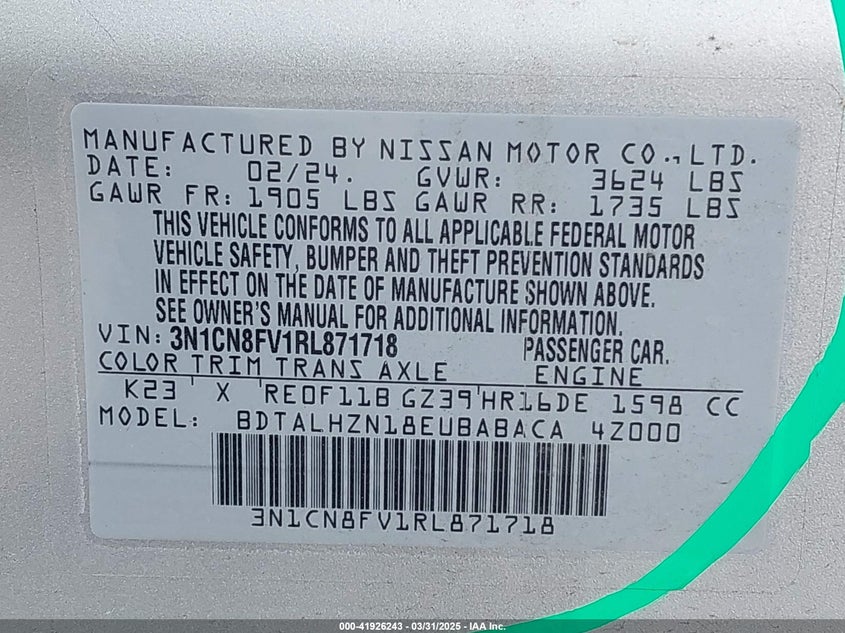 MANUFACTURED BY NISSAN MOTOR CO.,LTD.
DATE: 02/24. GVWR: 3624 LBS
GAWR FR: 1905 LBS GAWR RR: 1735 LBS
THIS VEHICLE CONFORMS TO ALL APPLICABLE FEDERAL MOTOR
VEHICLE SAFETY, BUMPER AND THEFT PREVENTION STANDARDS
IN EFFECT ON THE DATE OF MANUFACTURE SHOWN ABOVE.
SEE OWNER'S MANUAL FOR ADDITIONAL INFORMATION.
VIN: 3N1CN8FV1RL871718 PASSENGER CAR.
COLOR TRIM TRANS AXLE ENGINE
K23 X RE0F11B GZ39 HR16DE 1598 CC
MODEL: BDTALHZN18EUBABACA 4Z000
3N1CN8FV1RL871718
000-41926243 - 03/31/2025 - IAA Inc.